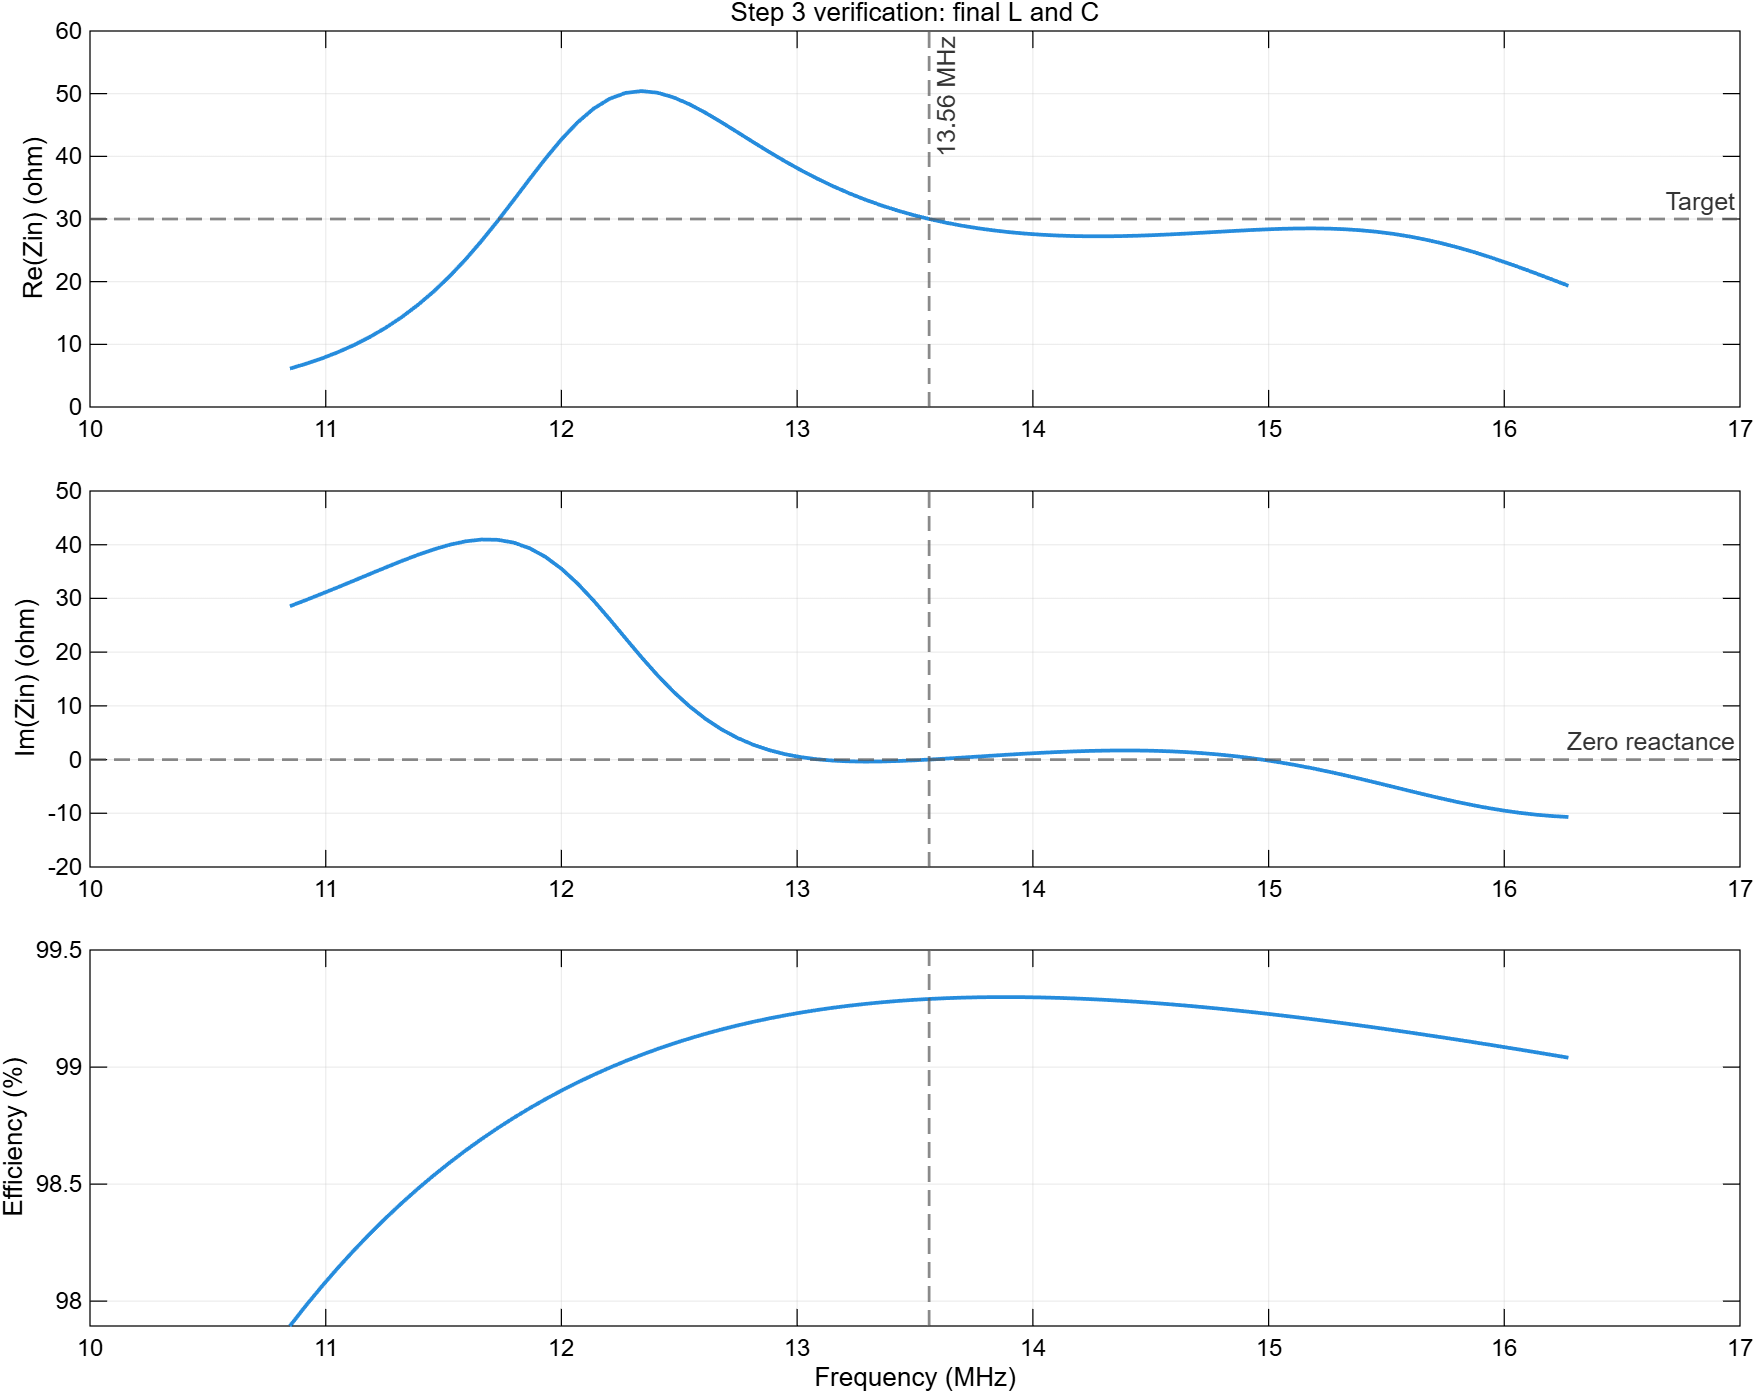 Step 3 verification: final L and C
60
50
40
30
20
10
0
Re(Zin) (ohm)
13.56 MHz
Target
10 11 12 13 14 15 16 17
50
40
30
20
10
0
-10
-20
Im(Zin) (ohm)
Zero reactance
10 11 12 13 14 15 16 17
99.5
99
98.5
98
Efficiency (%)
10 11 12 13 14 15 16 17
Frequency (MHz)